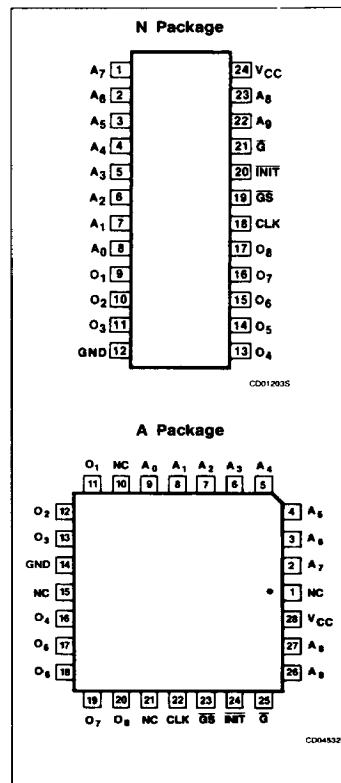 N Package
A7 1 24 VCC
A6 2 23 A8
A5 3 22 A9
A4 4 21 G̅
A3 5 20 I̅N̅I̅T̅
A2 6 19 G̅S̅
A1 7 18 CLK
A0 8 17 O8
O1 9 16 O7
O2 10 15 O6
O3 11 14 O5
GND 12 13 O4
CD01203S
A Package
O1 NC A0 A1 A2 A3 A4
11 10 9 8 7 6 5
O2 12 4 A5
O3 13 3 A6
GND 14 2 A7
NC 15 1 NC
O4 16 28 VCC
O5 17 27 A8
O6 18 26 A9
19 20 21 22 23 24 25
O7 O8 NC CLK G̅S̅ I̅N̅I̅T̅ G̅
CD04532